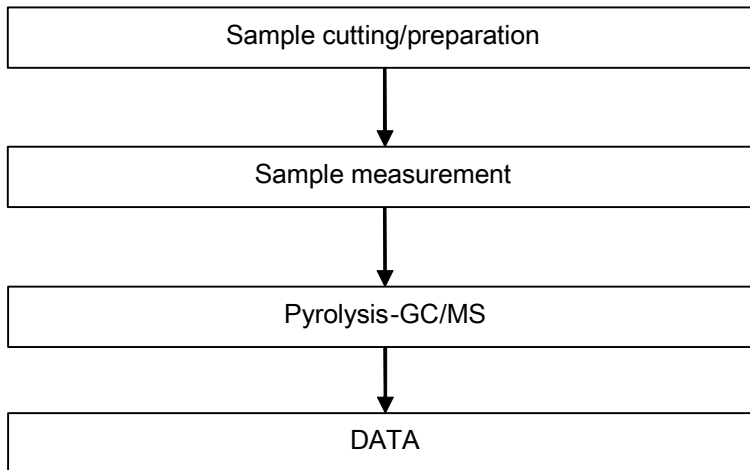 Sample cutting/preparation
Sample measurement
Pyrolysis-GC/MS
DATA